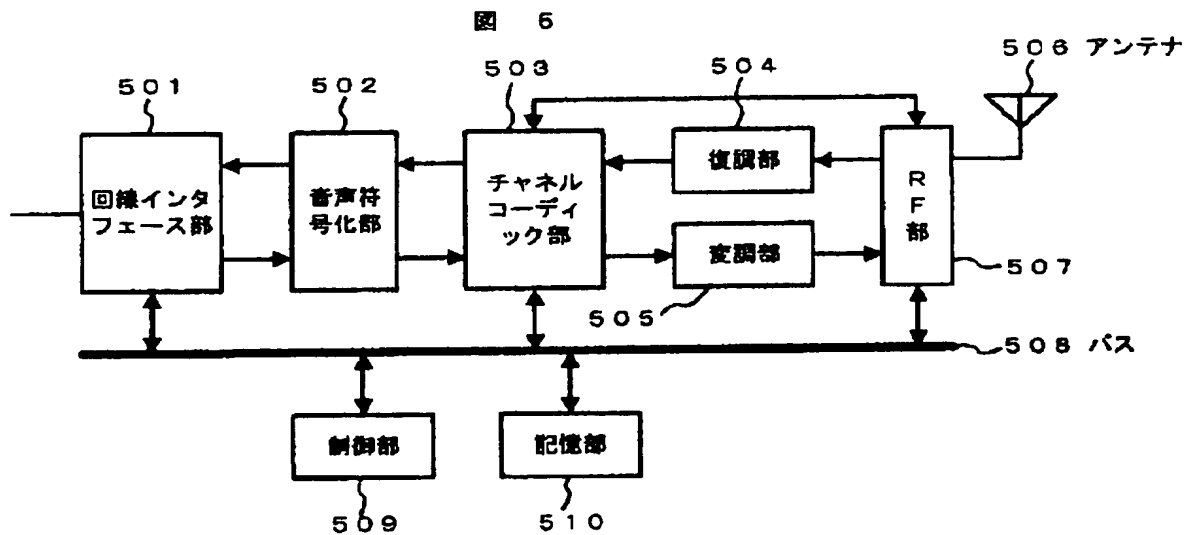 図 5
501
502
503
504
506 アンテナ
回線インタ
フェース部
音声符
号化部
チャネル
コーディ
ック部
復調部
変調部
RF部
505
507
508 バス
制御部
記憶部
509
510